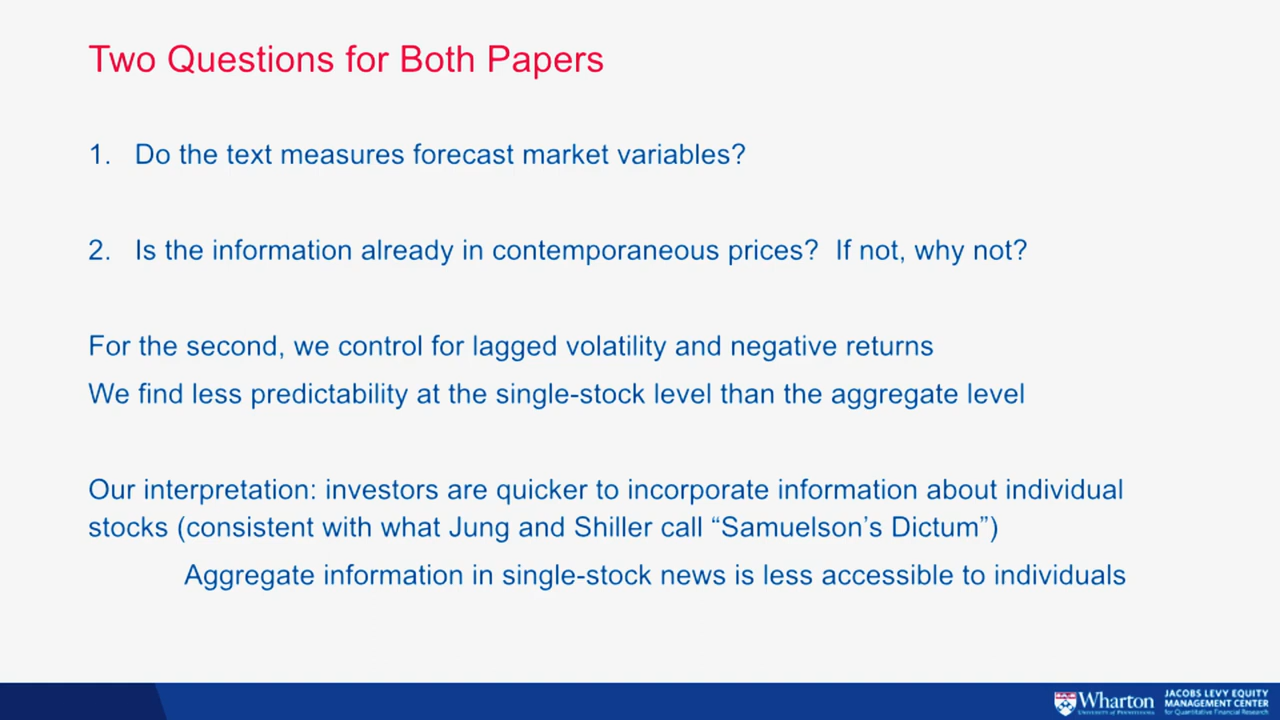 Two Questions for Both Papers
1. Do the text measures forecast market variables?
2. Is the information already in contemporaneous prices? If not, why not?
For the second, we control for lagged volatility and negative returns
We find less predictability at the single-stock level than the aggregate level
Our interpretation: investors are quicker to incorporate information about individual
stocks (consistent with what Jung and Shiller call “Samuelson’s Dictum”)
Aggregate information in single-stock news is less accessible to individuals
Wharton
UNIVERSITY of PENNSYLVANIA
JACOBS LEVY EQUITY
MANAGEMENT CENTER
for Quantitative Financial Research